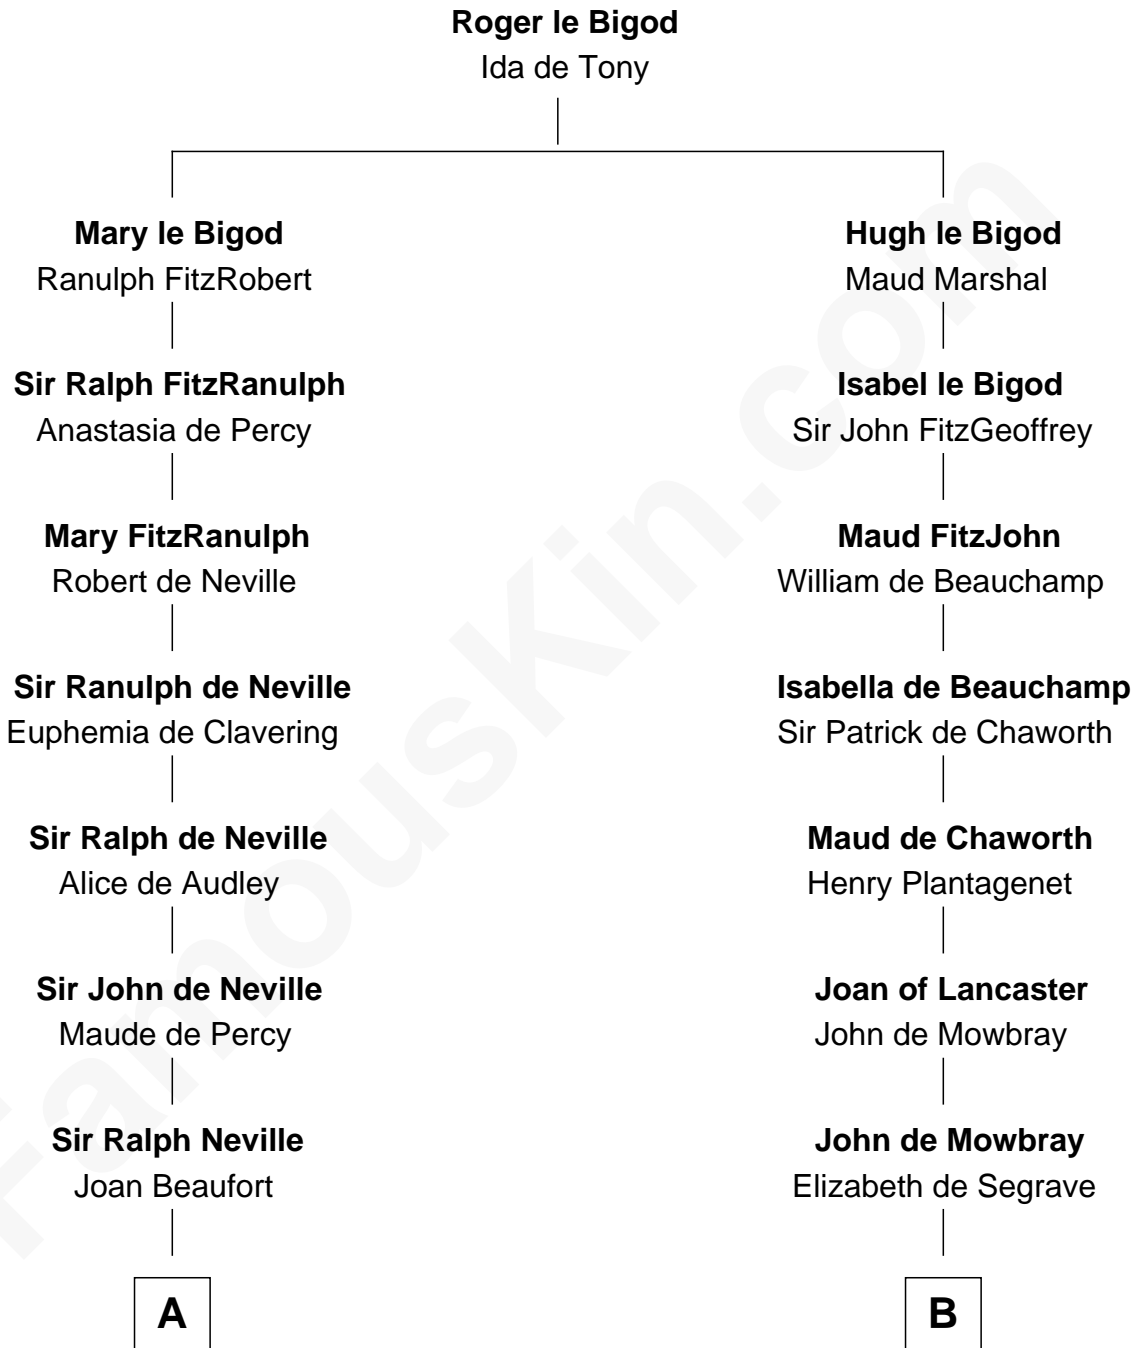 Roger le Bigod
Ida de Tony
Mary le Bigod
Ranulph FitzRobert
Hugh le Bigod
Maud Marshal
Sir Ralph FitzRanulph
Anastasia de Percy
Isabel le Bigod
Sir John FitzGeoffrey
Mary FitzRanulph
Robert de Neville
Maud FitzJohn
William de Beauchamp
Sir Ranulph de Neville
Euphemia de Clavering
Isabella de Beauchamp
Sir Patrick de Chaworth
Sir Ralph de Neville
Alice de Audley
Maud de Chaworth
Henry Plantagenet
Sir John de Neville
Maude de Percy
Joan of Lancaster
John de Mowbray
Sir Ralph Neville
Joan Beaufort
John de Mowbray
Elizabeth de Segrave
A
B
FamousKin.com